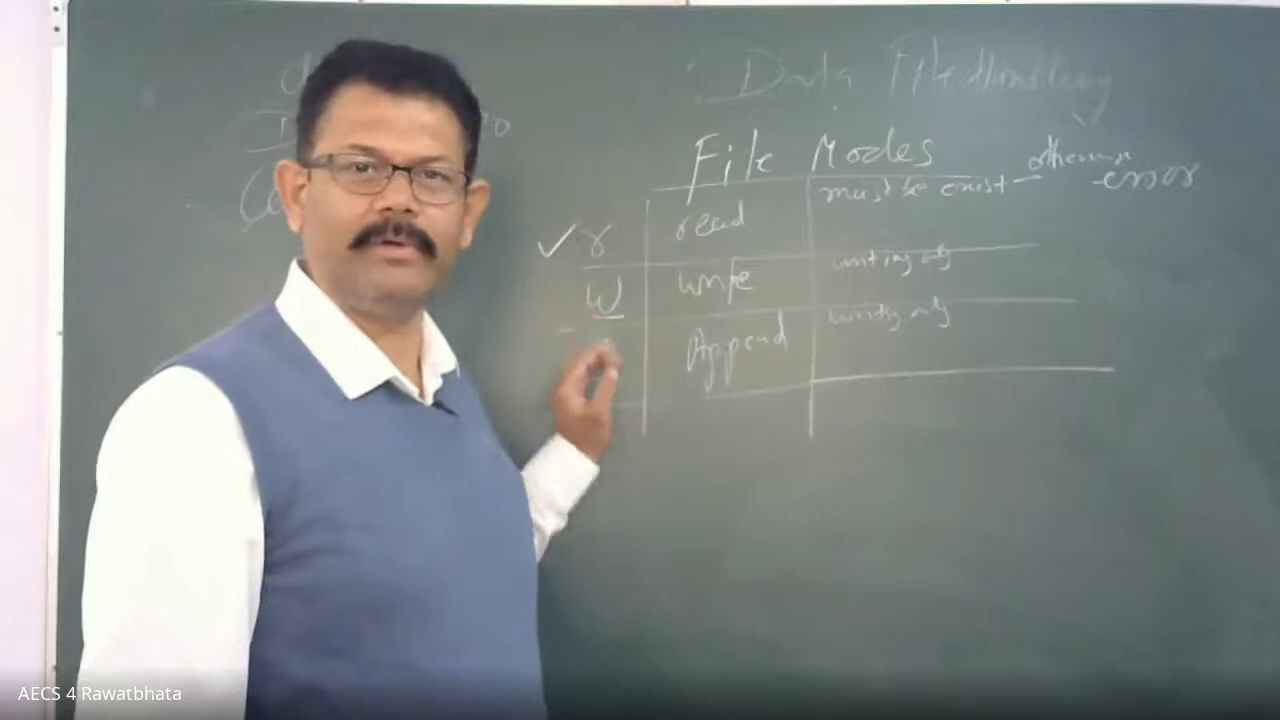 Data File Handling
File Modes
must be exist - otherwise
-error
✓ r read
w write writing only
Append writing only
AECS 4 Rawatbhata